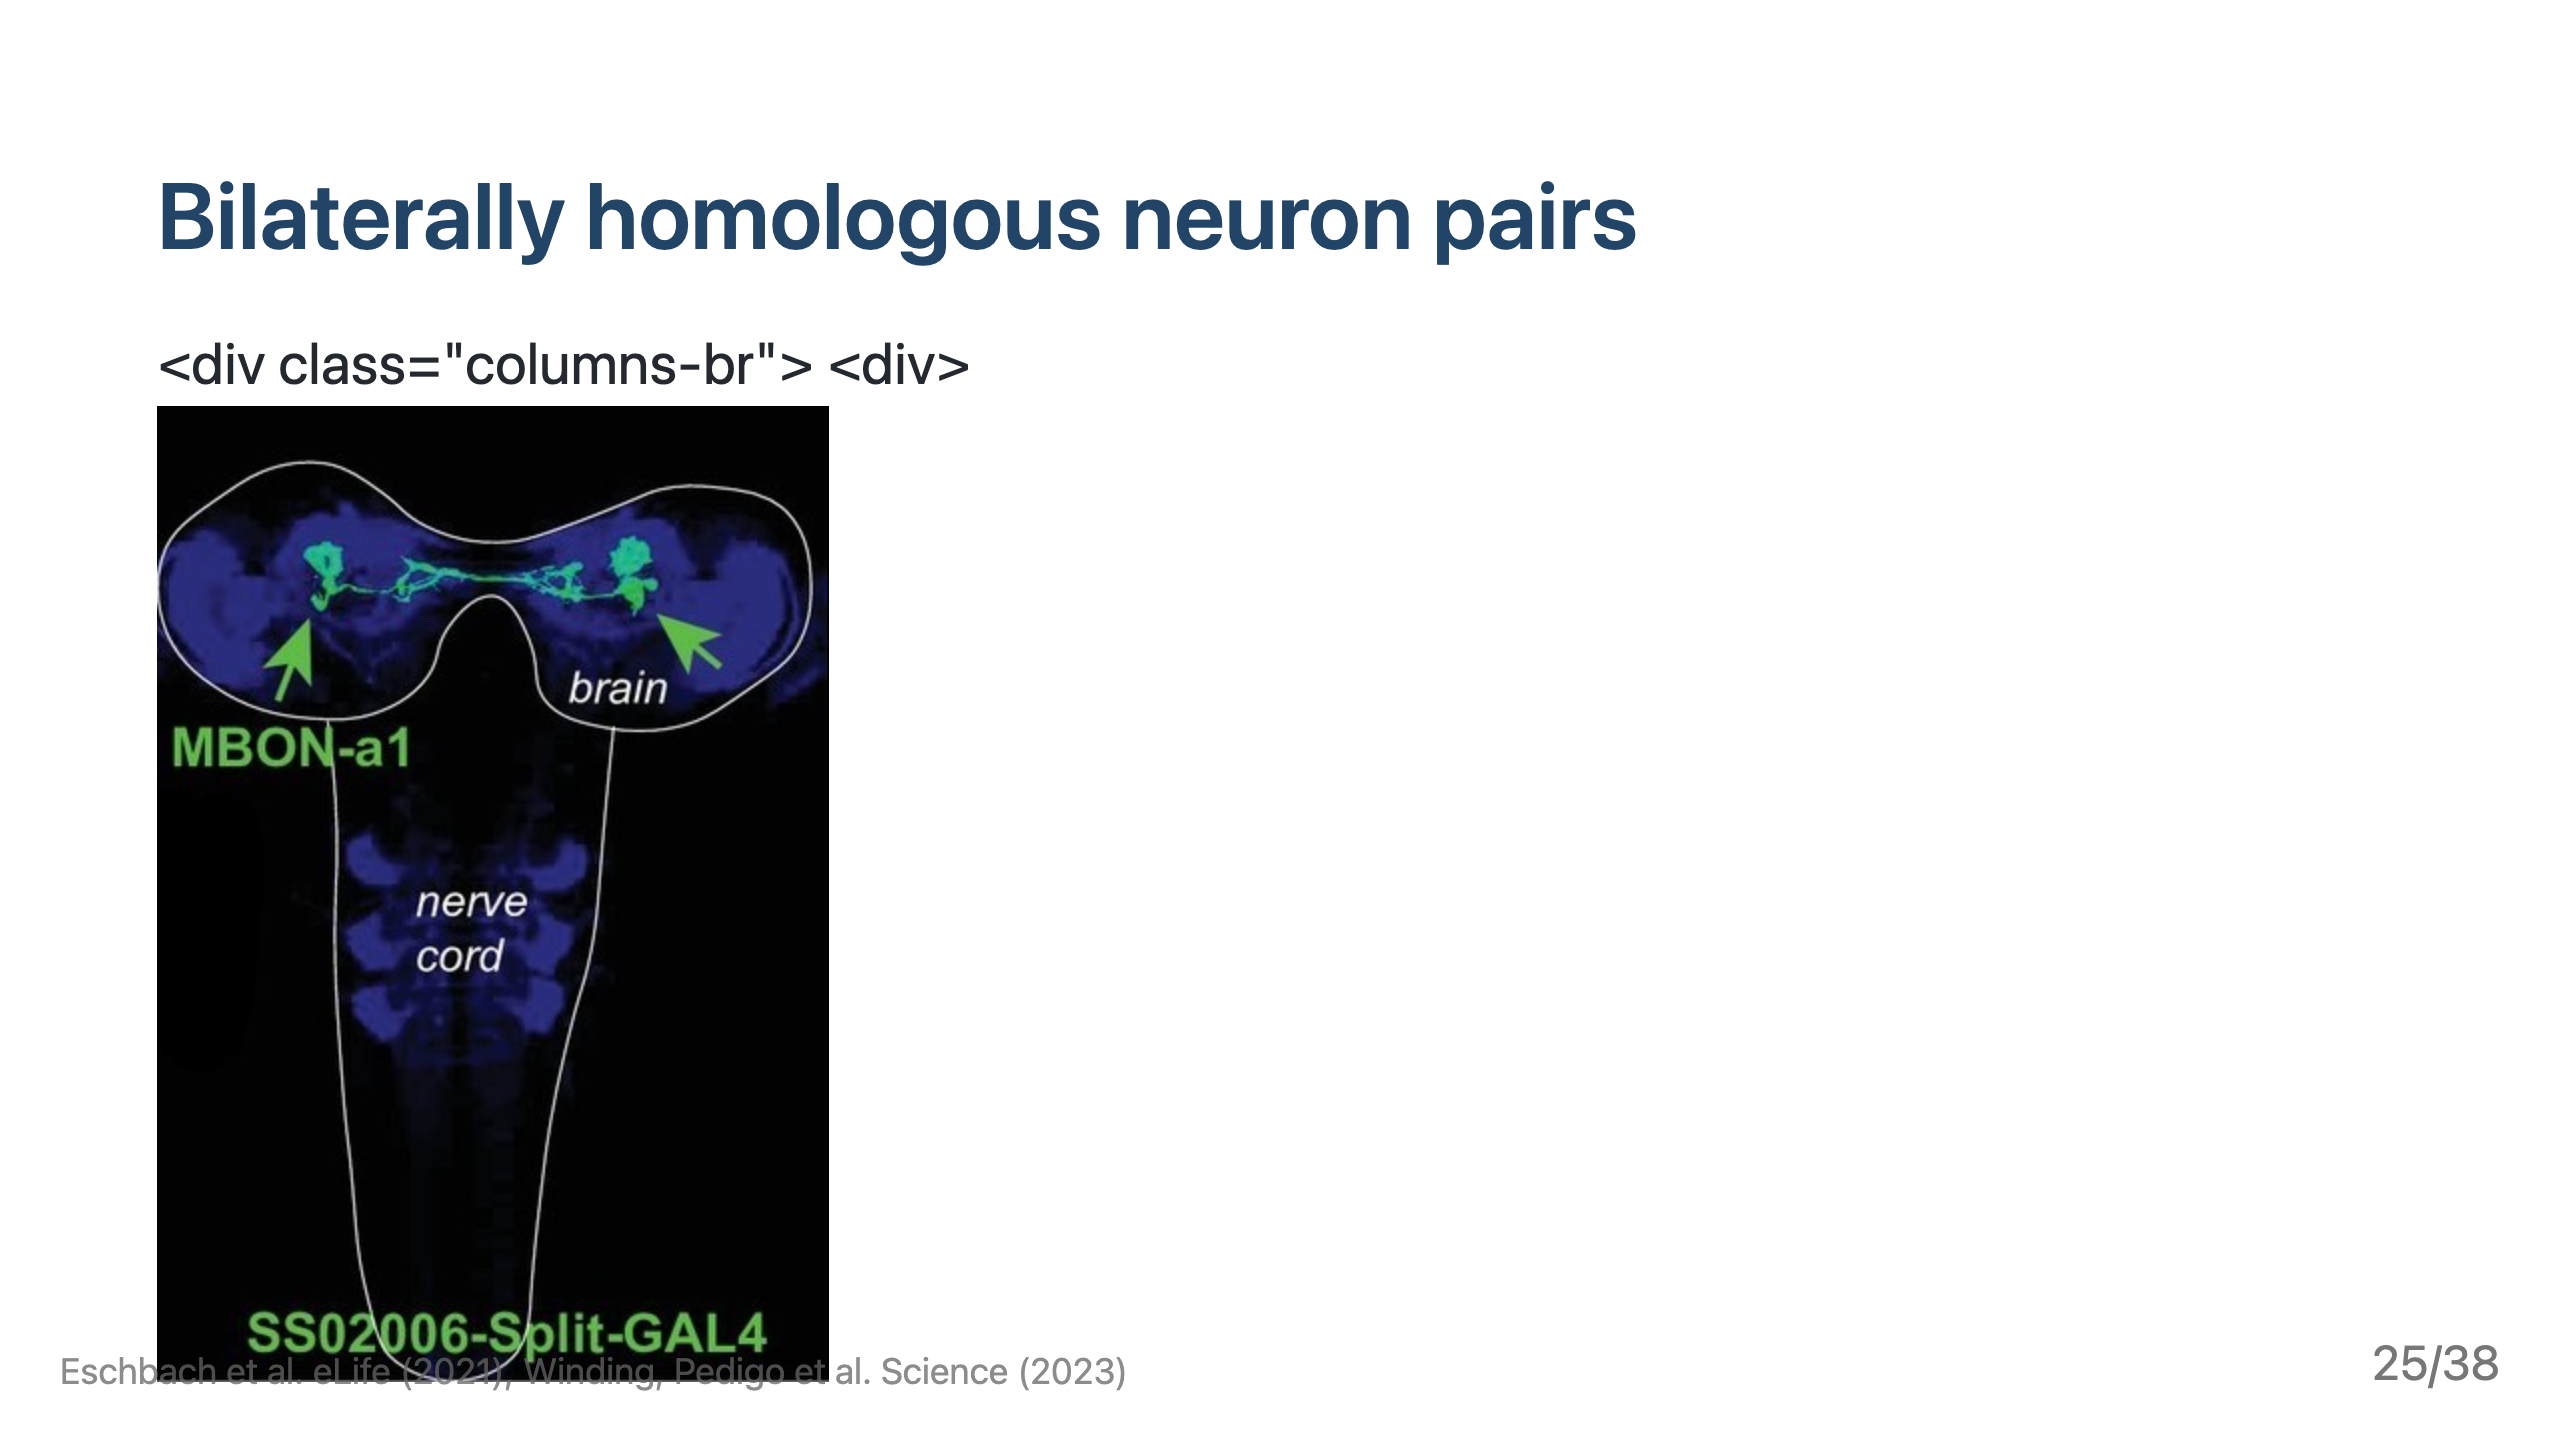 Bilaterally homologous neuron pairs
<div class="columns-br"> <div>
brain
MBON-a1
nerve
cord
SS02006-Split-GAL4
Eschbach et al. eLife (2021), Winding, Pedigo et al. Science (2023)
25/38